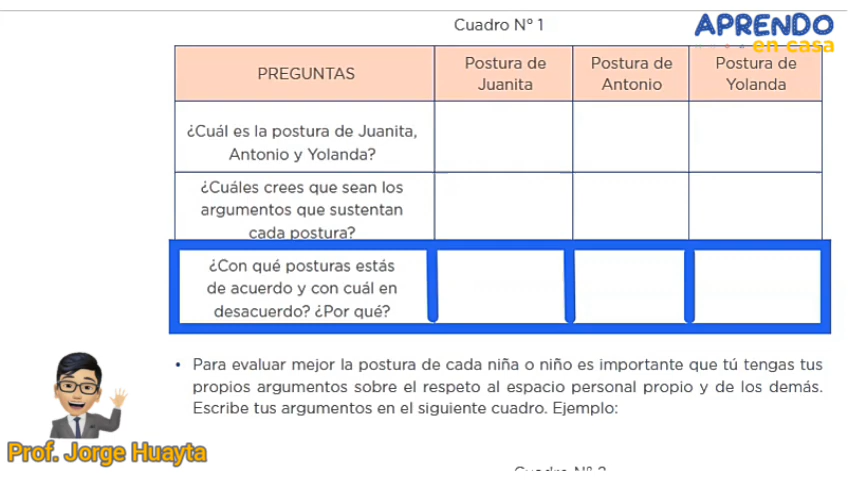 Cuadro N° 1
APRENDO
en casa
PREGUNTAS
Postura de
Juanita
Postura de
Antonio
Postura de
Yolanda
¿Cuál es la postura de Juanita,
Antonio y Yolanda?
¿Cuáles crees que sean los
argumentos que sustentan
cada postura?
¿Con qué posturas estás
de acuerdo y con cuál en
desacuerdo? ¿Por qué?
• Para evaluar mejor la postura de cada niña o niño es importante que tú tengas tus
propios argumentos sobre el respeto al espacio personal propio y de los demás.
Escribe tus argumentos en el siguiente cuadro. Ejemplo:
Prof. Jorge Huayta
Cuadro N° 2